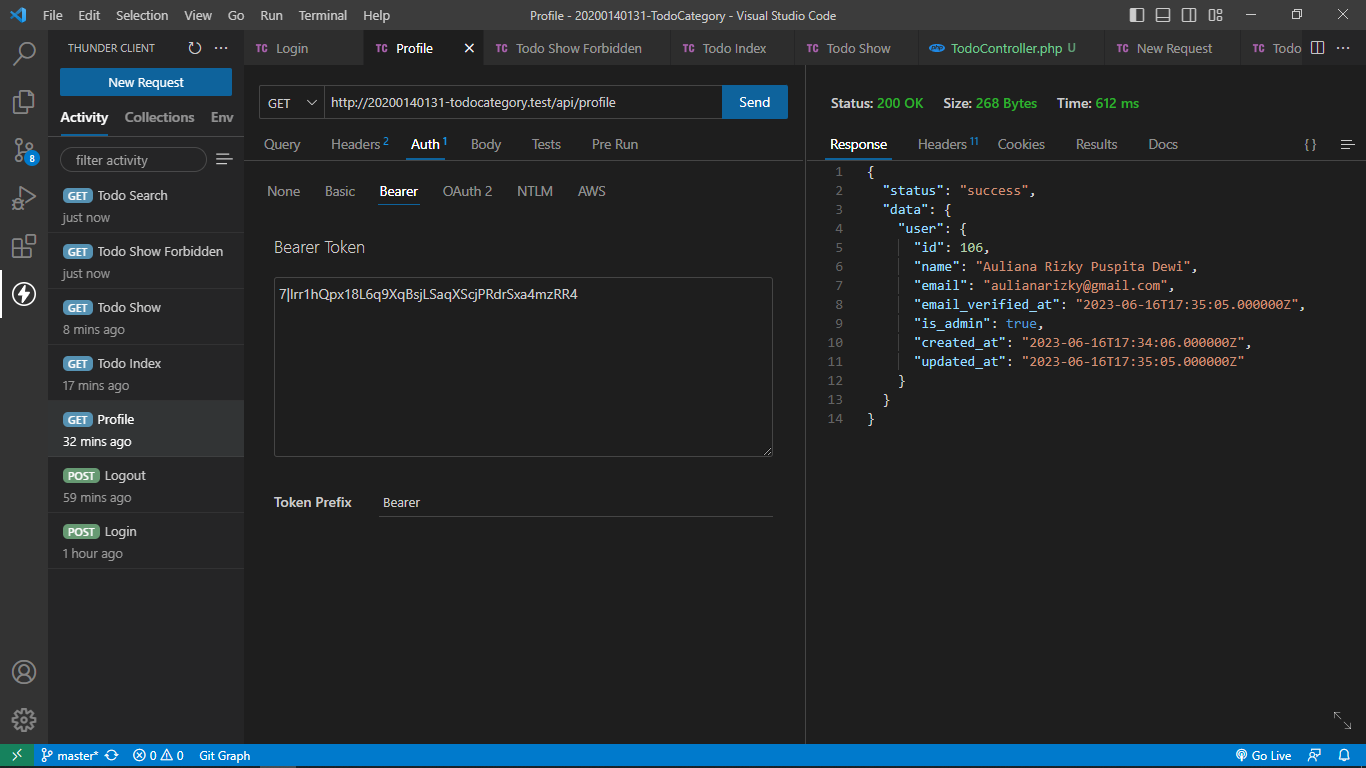 File Edit Selection View Go Run Terminal Help
Profile - 20200140131-TodoCategory - Visual Studio Code
THUNDER CLIENT
New Request
Activity Collections Env
filter activity
GET Todo Search
just now
GET Todo Show Forbidden
just now
GET Todo Show
8 mins ago
GET Todo Index
17 mins ago
GET Profile
32 mins ago
POST Logout
59 mins ago
POST Login
1 hour ago
8
TC Login
TC Profile
TC Todo Show Forbidden
TC Todo Index
TC Todo Show
php TodoController.php U
TC New Request
TC Todo
GET http://20200140131-todocategory.test/api/profile Send
Query Headers 2 Auth 1 Body Tests Pre Run
None Basic Bearer OAuth 2 NTLM AWS
Bearer Token
7|Irr1hQpx18L6q9XqBsjLSaqXScjPRdrSxa4mzRR4
Token Prefix Bearer
Status: 200 OK Size: 268 Bytes Time: 612 ms
Response Headers 11 Cookies Results Docs { }
1 {
2 "status": "success",
3 "data": {
4 "user": {
5 "id": 106,
6 "name": "Auliana Rizky Puspita Dewi",
7 "email": "aulianarizky@gmail.com",
8 "email_verified_at": "2023-06-16T17:35:05.000000Z",
9 "is_admin": true,
10 "created_at": "2023-06-16T17:34:06.000000Z",
11 "updated_at": "2023-06-16T17:35:05.000000Z"
12 }
13 }
14 }
master* 0 0 Git Graph
Go Live